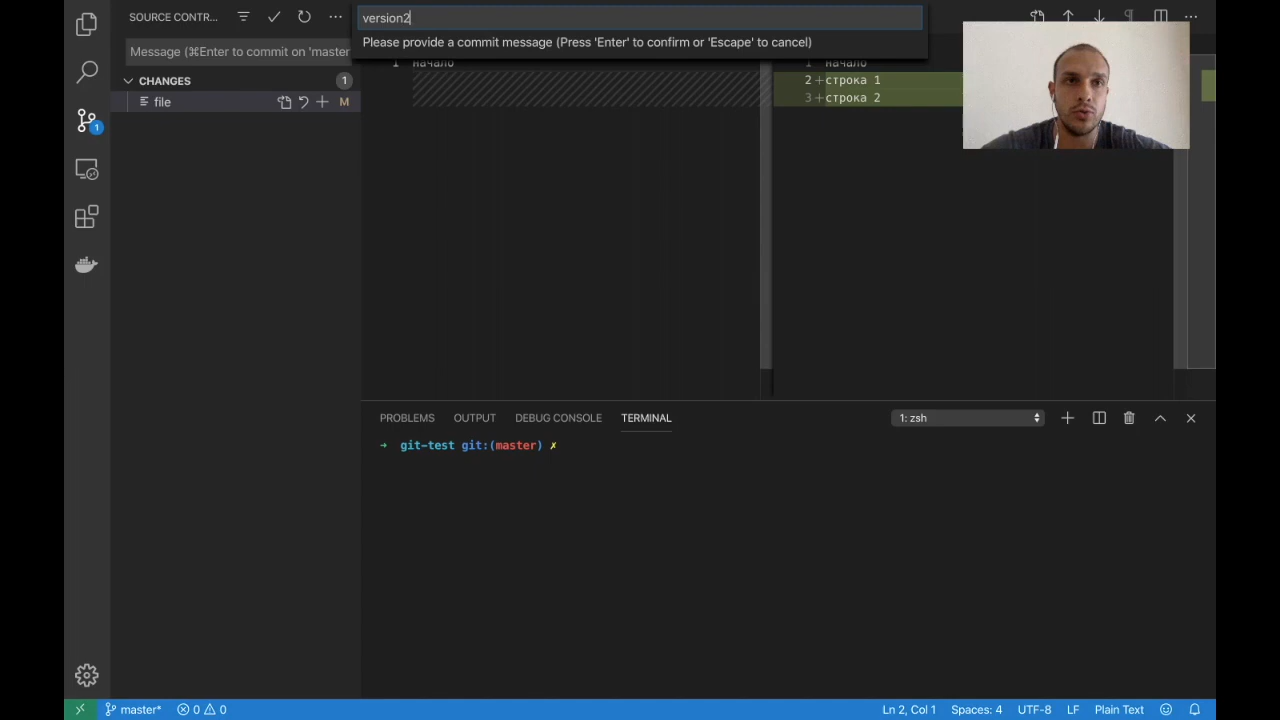 SOURCE CONTR...
version2
Please provide a commit message (Press 'Enter' to confirm or 'Escape' to cancel)
Message (⌘Enter to commit on 'master
CHANGES 1
file M
1 начало
1 начало
2 +строка 1
3 +строка 2
1
PROBLEMS OUTPUT DEBUG CONSOLE TERMINAL 1: zsh
➜ git-test git:(master) ✗
master* 0 0 Ln 2, Col 1 Spaces: 4 UTF-8 LF Plain Text